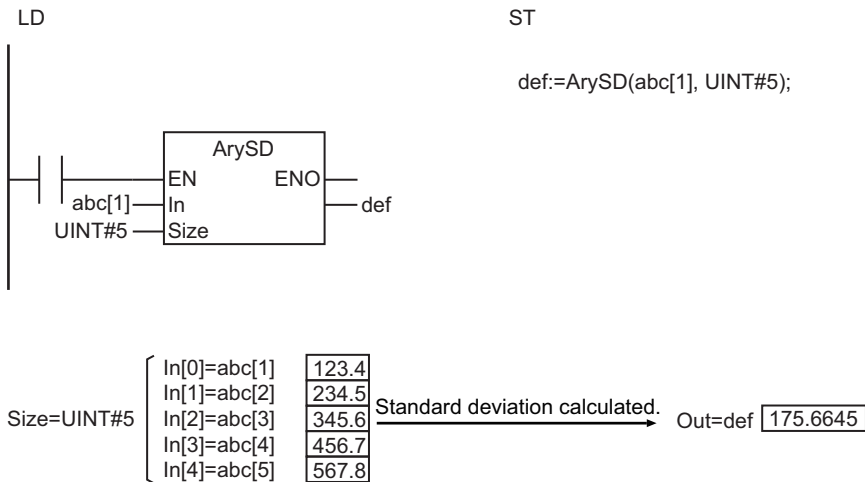 LD
ST
def:=ArySD(abc[1], UINT#5);
ArySD
EN ENO
abc[1] In def
UINT#5 Size
In[0]=abc[1] 123.4
In[1]=abc[2] 234.5
Size=UINT#5 In[2]=abc[3] 345.6 Standard deviation calculated. Out=def 175.6645
In[3]=abc[4] 456.7
In[4]=abc[5] 567.8